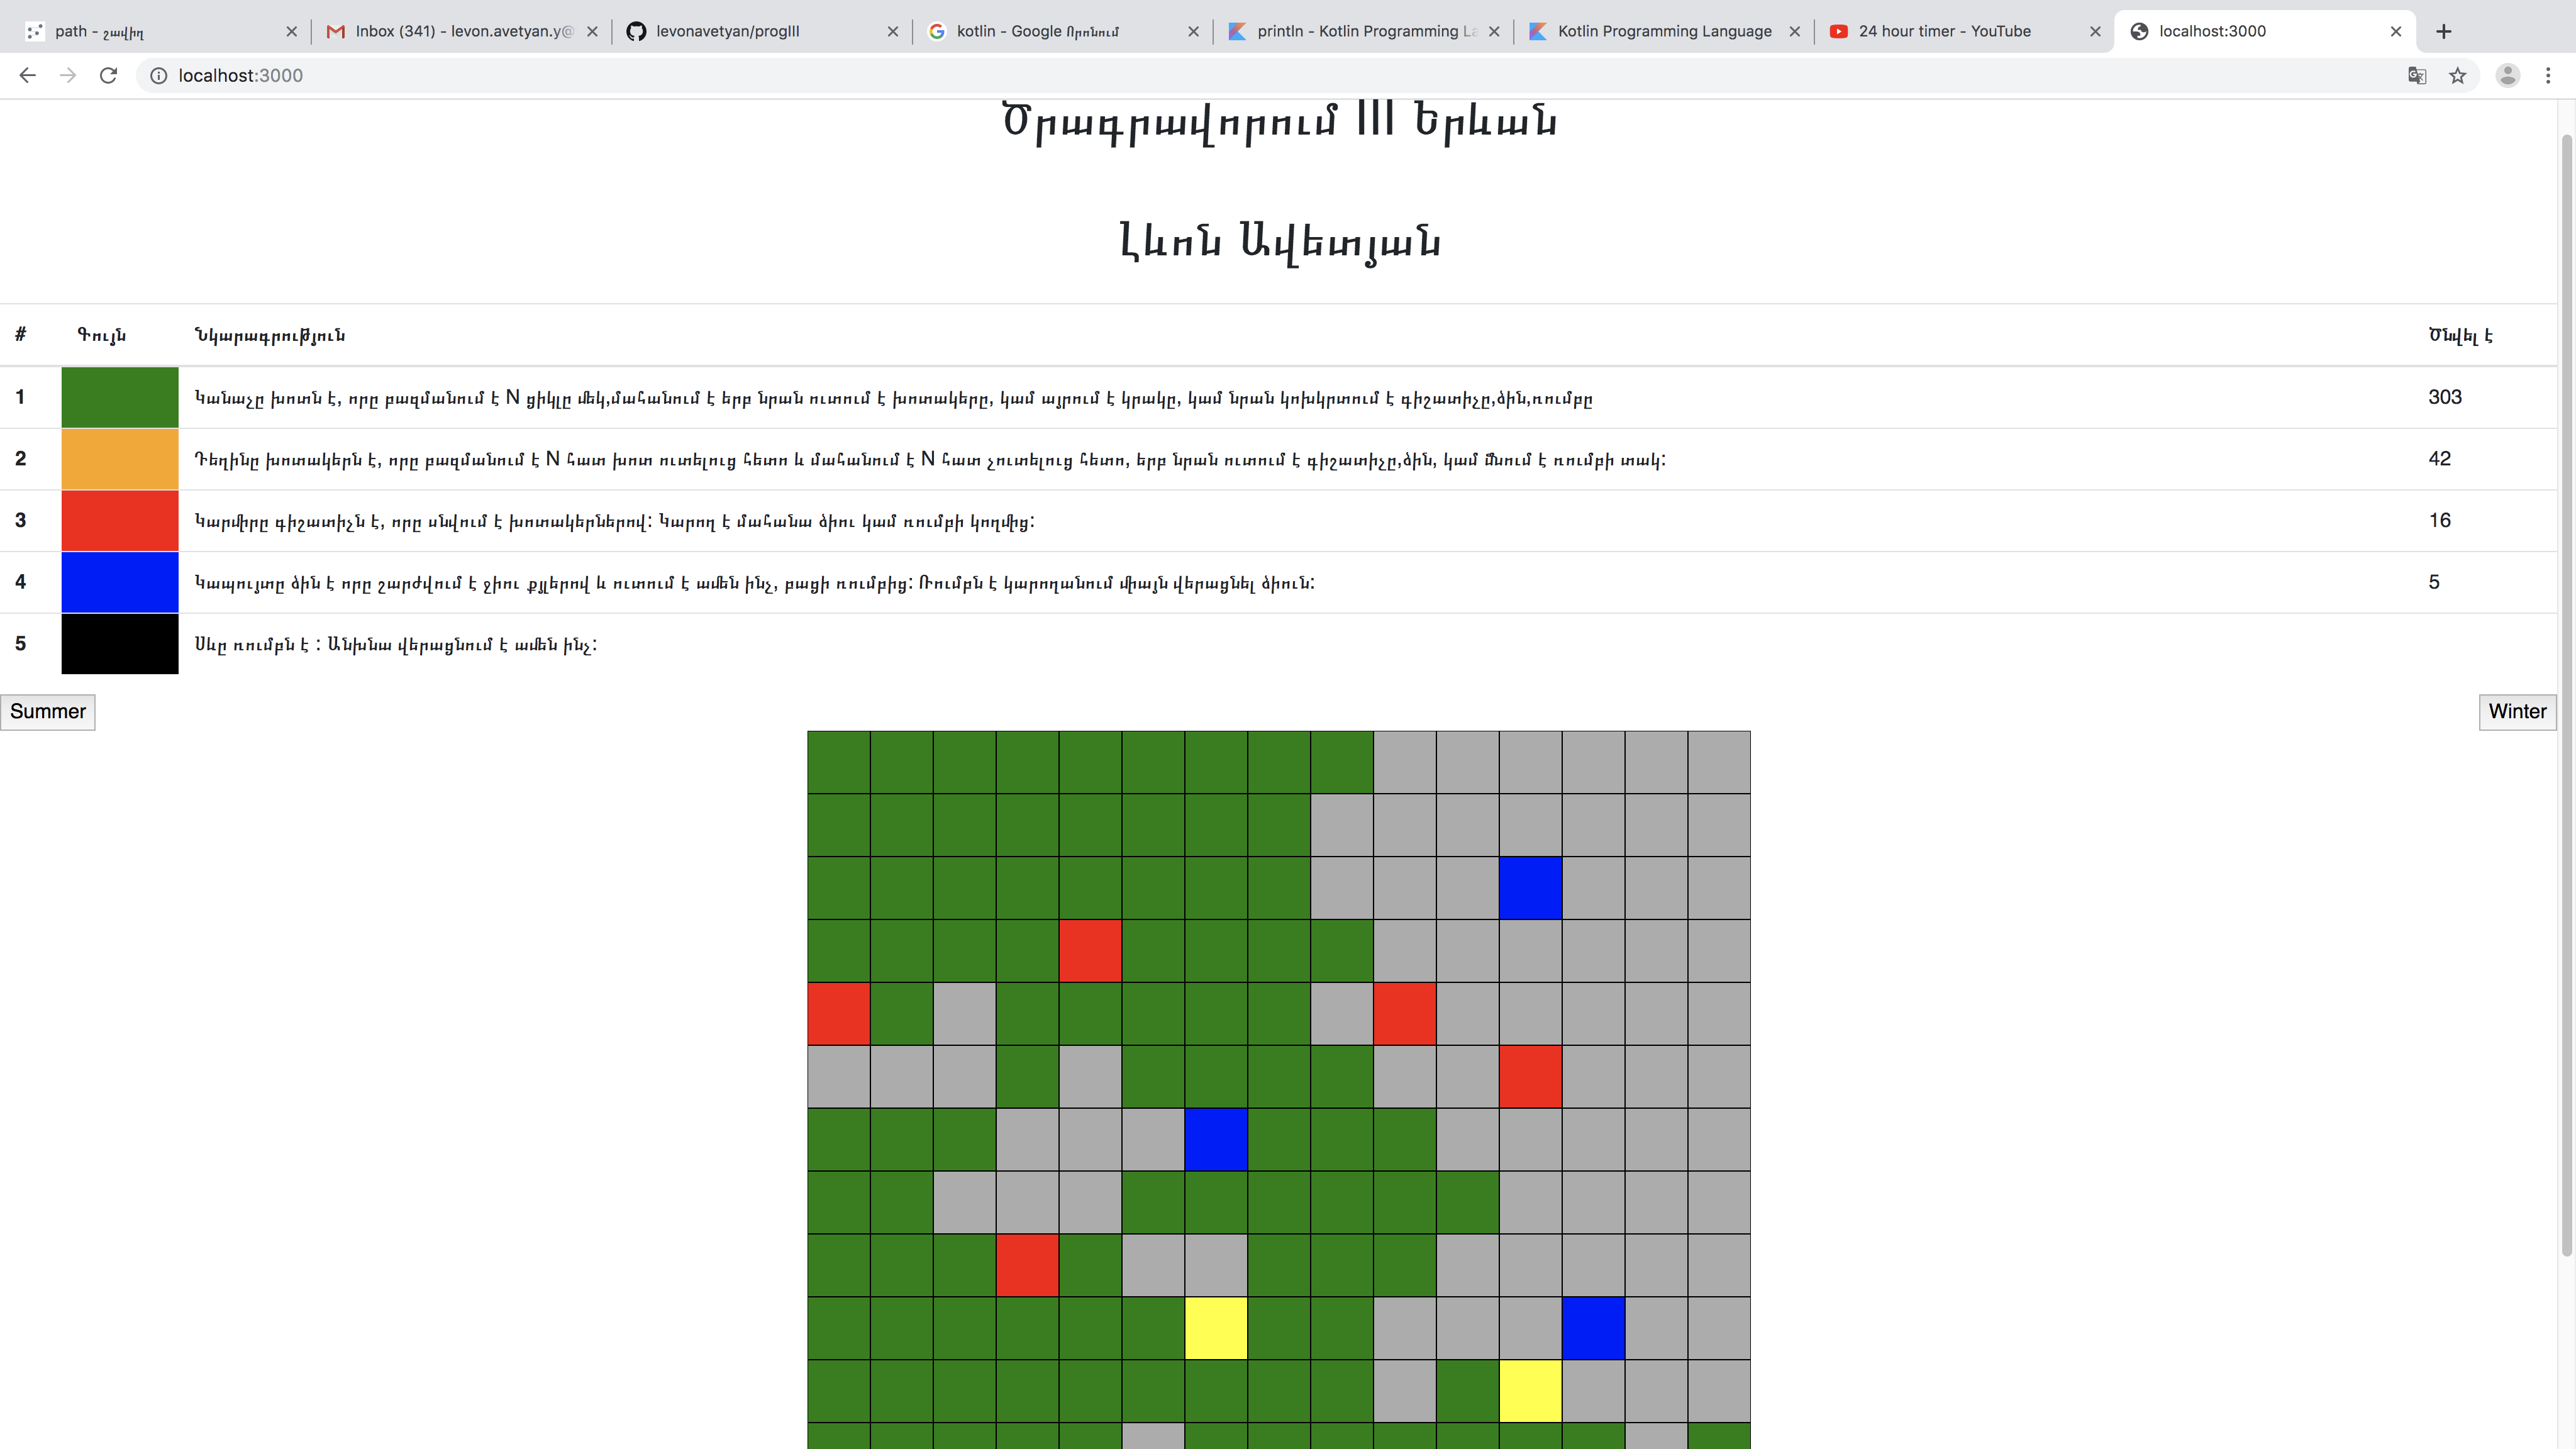 path - շավիղ
Inbox (341) - levon.avetyan.y@
levonavetyan/progIII
kotlin - Google Որոնում
println - Kotlin Programming La
Kotlin Programming Language
24 hour timer - YouTube
localhost:3000
localhost:3000
Ծրագրավորում III Երևան
Լևոն Ավետյան
# Գույն Նկարագրություն Ծնվել է
1 Կանաչը խոտն է, որը բազմանում է N ցիկլը մեկ,մահանում է երբ նրան ուտում է խոտակերը, կամ այրում է կրակը, կամ նրան կոխկրտում է գիշատիչը,ձին,ռումբը 303
2 Դեղինը խոտակերն է, որը բազմանում է N հատ խոտ ուտելուց հետո և մահանում է N հատ չուտելուց հետո, երբ նրան ուտում է գիշատիչը,ձին, կամ մնում է ռումբի տակ: 42
3 Կարմիրը գիշատիչն է, որը սնվում է խոտակերներով: Կարող է մահանա ձիու կամ ռումբի կողմից: 16
4 Կապույտը ձին է որը շարժվում է ջիու քյլերով և ուտում է ամեն ինչ, բացի ռումբից: Ռումբն է կարողանում միայն վերացնել ձիուն: 5
5 Սևը ռումբն է : Անխնա վերացնում է ամեն ինչ:
Summer Winter